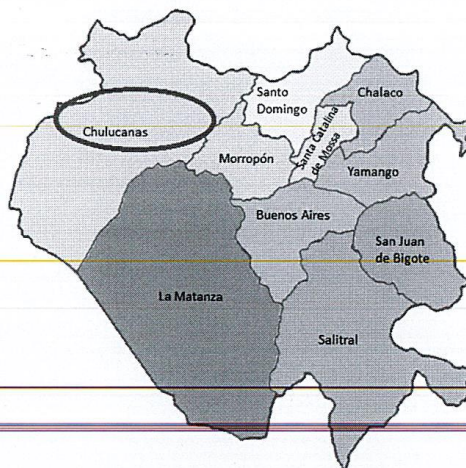 Santo
Domingo
Chalaco
Chulucanas
Santa Catalina
de Mossa
Morropón
Yamango
Buenos Aires
San Juan
de Bigote
La Matanza
Salitral